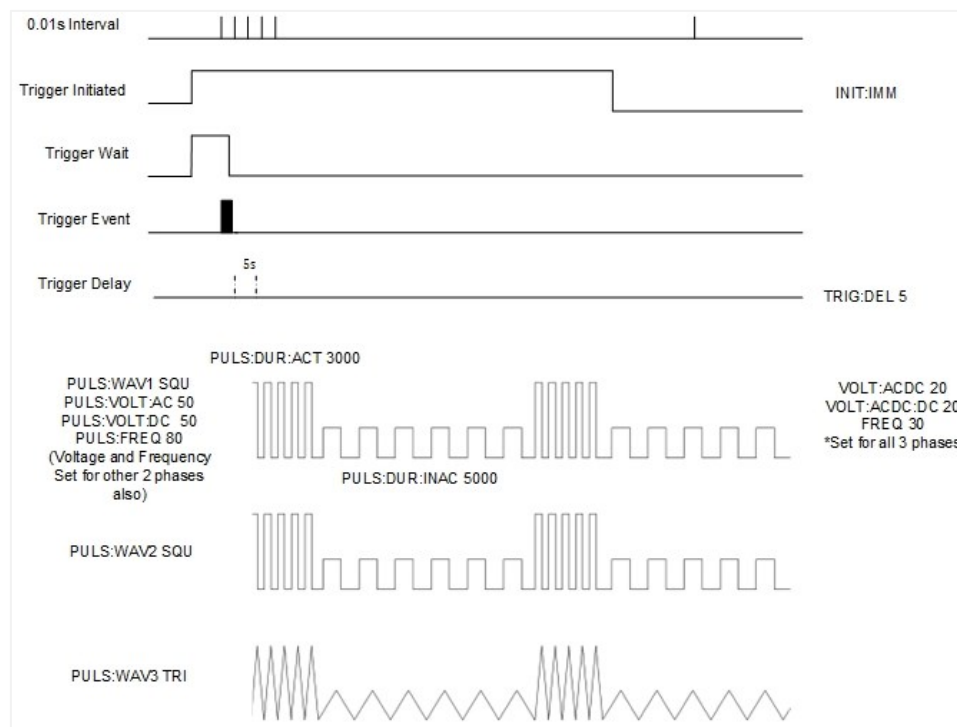 0.01s Interval
Trigger Initiated
INIT:IMM
Trigger Wait
Trigger Event
5s
Trigger Delay
TRIG:DEL 5
PULS:DUR:ACT 3000
PULS:WAV1 SQU
PULS:VOLT:AC 50
PULS:VOLT:DC 50
PULS:FREQ 80
(Voltage and Frequency
Set for other 2 phases
also)
VOLT:ACDC 20
VOLT:ACDC:DC 20
FREQ 30
*Set for all 3 phases
PULS:DUR:INAC 5000
PULS:WAV2 SQU
PULS:WAV3 TRI